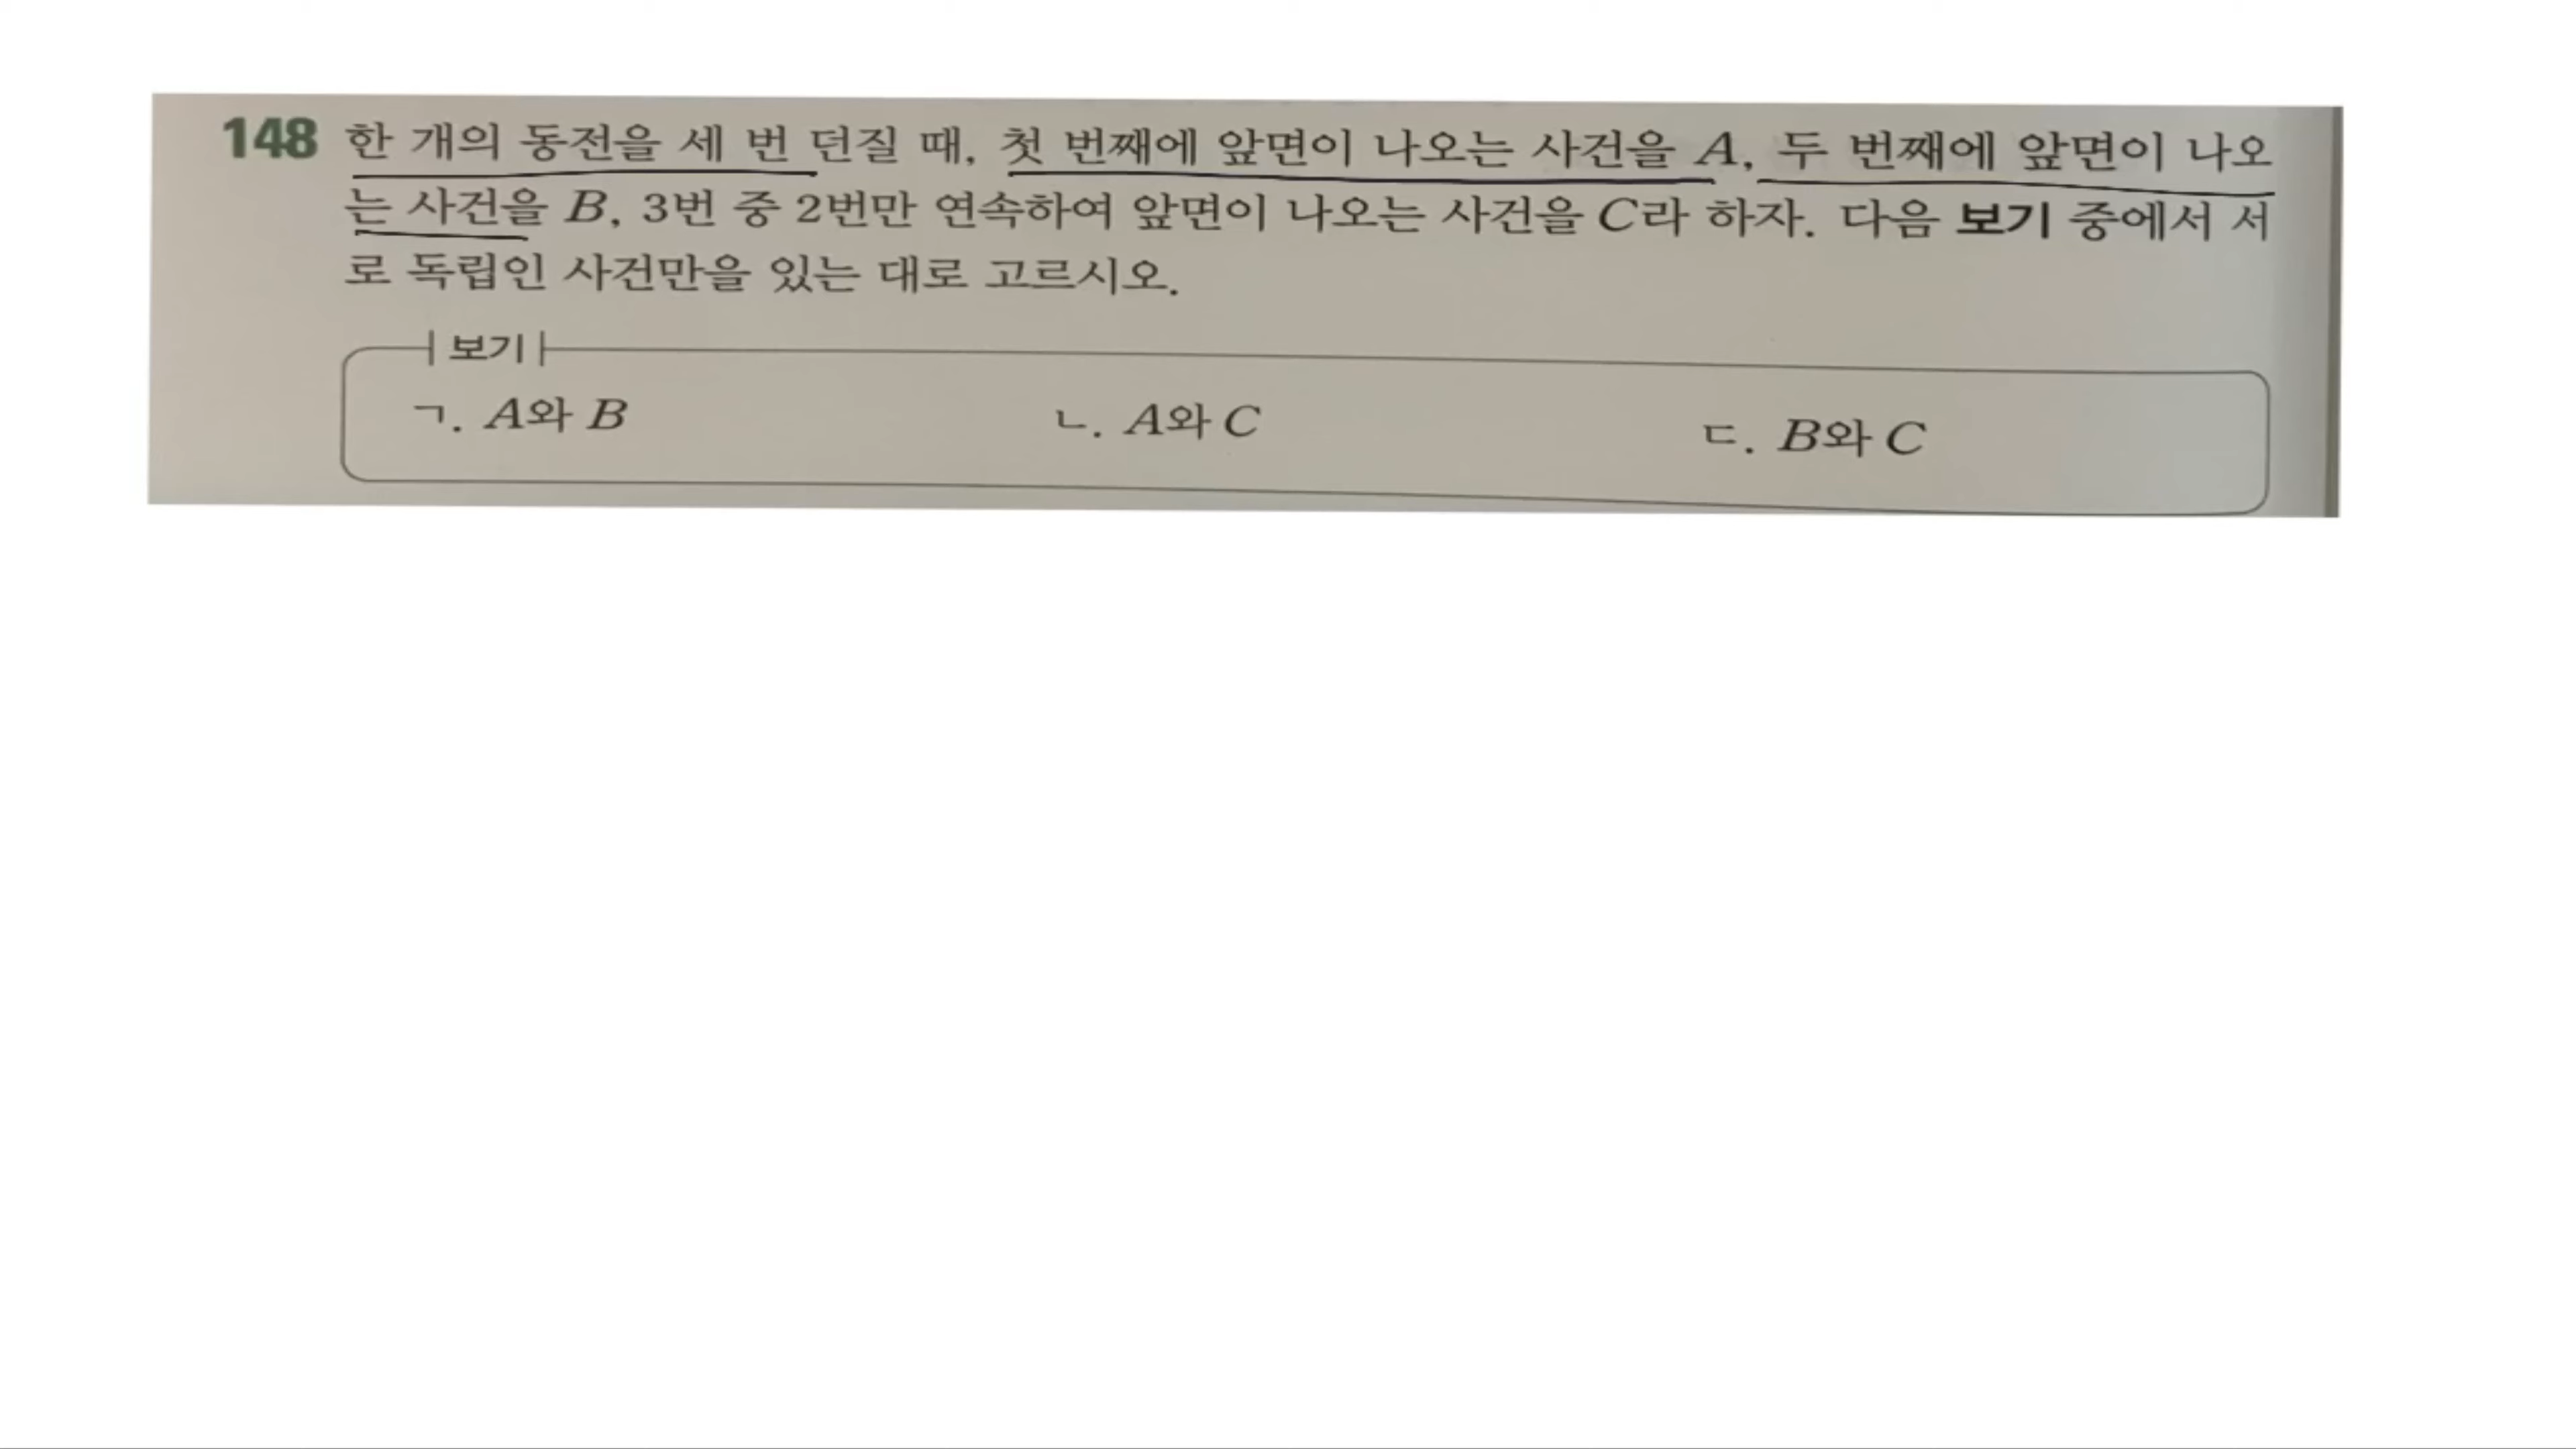 148 한 개의 동전을 세 번 던질 때, 첫 번째에 앞면이 나오는 사건을 A, 두 번째에 앞면이 나오
는 사건을 B, 3번 중 2번만 연속하여 앞면이 나오는 사건을 C라 하자. 다음 보기 중에서 서
로 독립인 사건만을 있는 대로 고르시오.
보기
ㄱ. A와 B ㄴ. A와 C ㄷ. B와 C